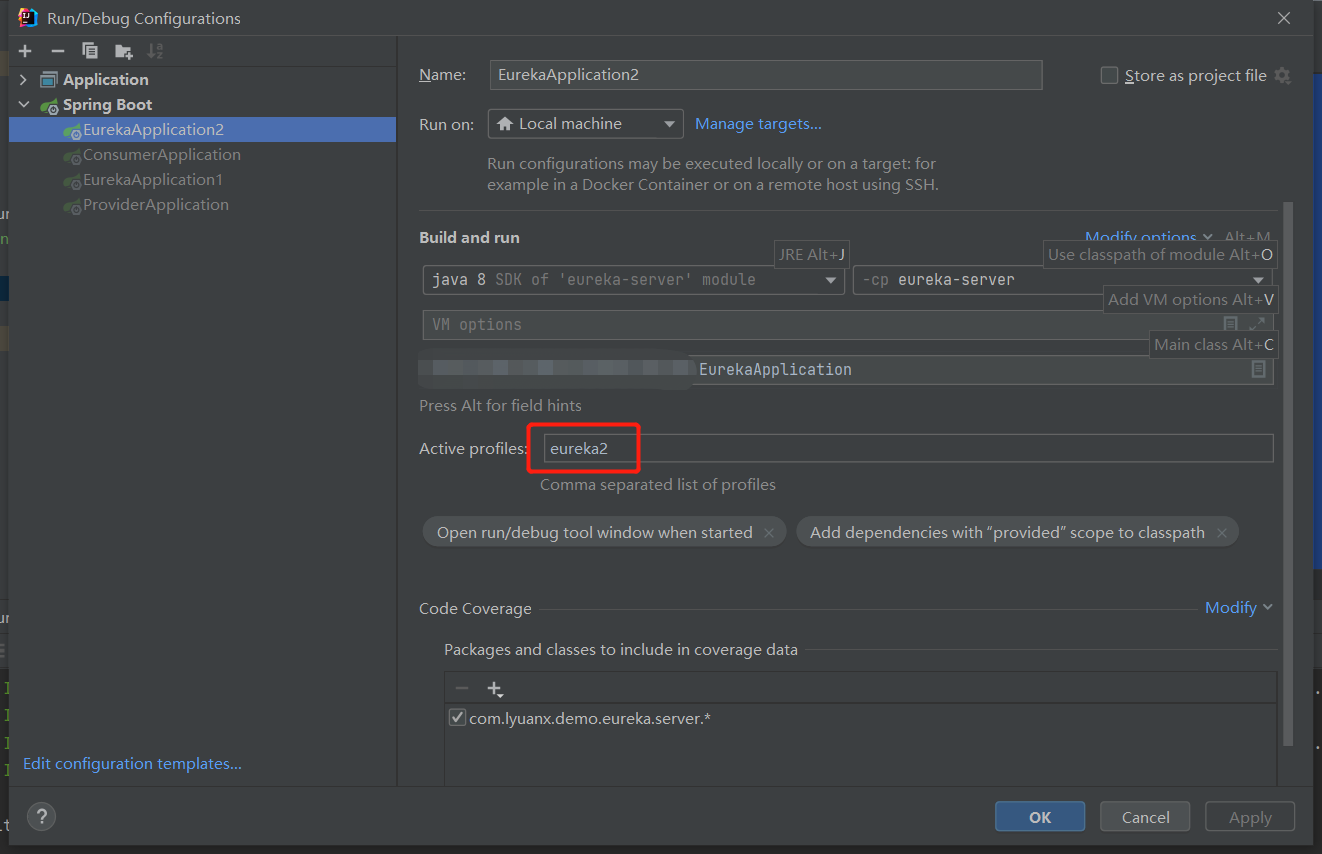 Run/Debug Configurations
Application
Spring Boot
EurekaApplication2
ConsumerApplication
EurekaApplication1
ProviderApplication
Edit configuration templates...
Name: EurekaApplication2
Store as project file
Run on: Local machine Manage targets...
Run configurations may be executed locally or on a target: for
example in a Docker Container or on a remote host using SSH.
Build and run
Modify options Alt+M
JRE Alt+J
Use classpath of module Alt+O
java 8 SDK of 'eureka-server' module
-cp eureka-server
Add VM options Alt+V
VM options
Main class Alt+C
EurekaApplication
Press Alt for field hints
Active profiles: eureka2
Comma separated list of profiles
Open run/debug tool window when started
Add dependencies with “provided” scope to classpath
Code Coverage
Modify
Packages and classes to include in coverage data
com.lyuanx.demo.eureka.server.*
?
OK
Cancel
Apply